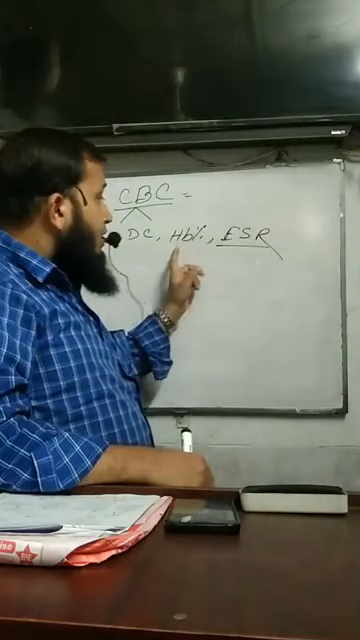 CBC =
DC, Hb%, ESR